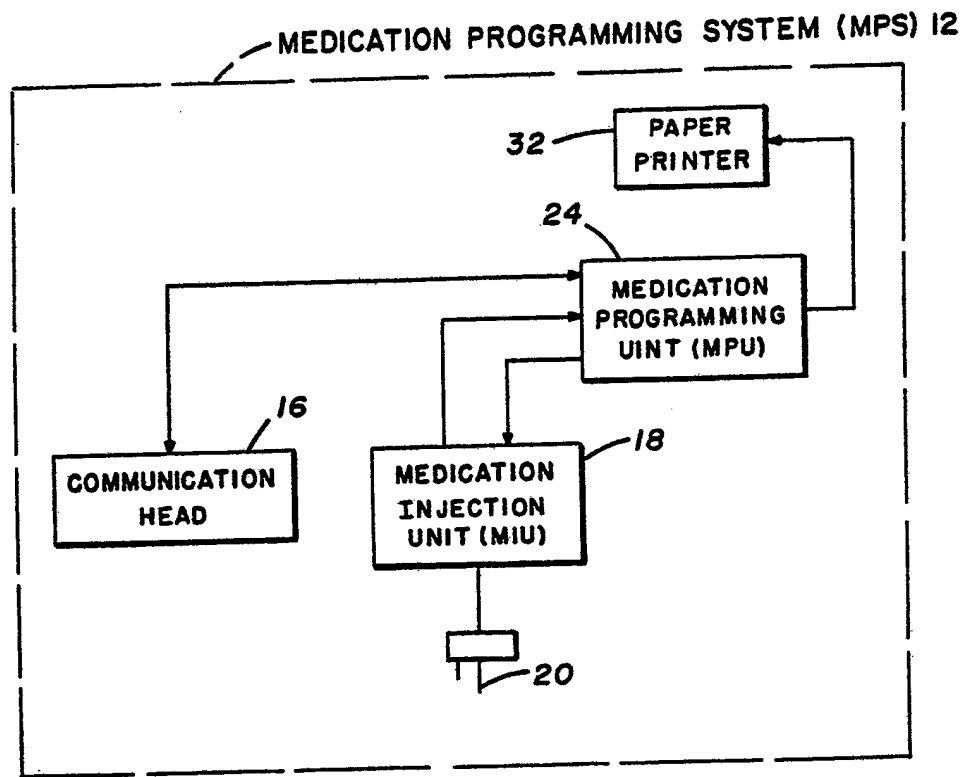 MEDICATION PROGRAMMING SYSTEM (MPS) 12
32
PAPER
PRINTER
24
MEDICATION
PROGRAMMING
UINT (MPU)
16
COMMUNICATION
HEAD
18
MEDICATION
INJECTION
UNIT (MIU)
20